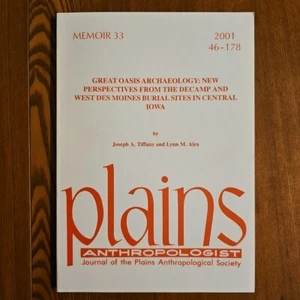 MEMOIR 33
2001
46-178
GREAT OASIS ARCHAEOLOGY: NEW
PERSPECTIVES FROM THE DECAMP AND
WEST DES MOINES BURIAL SITES IN CENTRAL
IOWA
by
Joseph A. Tiffany and Lynn M. Alex
plains
ANTHROPOLOGIST
Journal of the Plains Anthropological Society